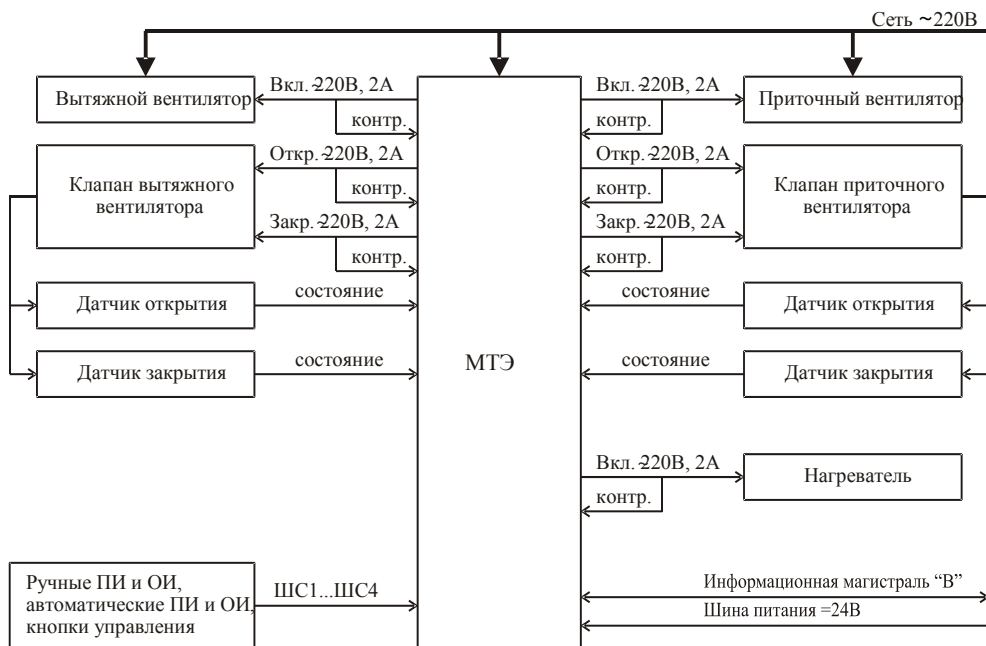 Сеть ~220В
Вытяжной вентилятор
Вкл.~220В, 2А
контр.
Вкл.~220В, 2А
контр.
Приточный вентилятор
Клапан вытяжного
вентилятора
Откр.~220В, 2А
контр.
Закр.~220В, 2А
контр.
Откр.~220В, 2А
контр.
Закр.~220В, 2А
контр.
Клапан приточного
вентилятора
Датчик открытия
состояние
состояние
Датчик открытия
Датчик закрытия
состояние
МТЭ
состояние
Датчик закрытия
Вкл.~220В, 2А
контр.
Нагреватель
Ручные ПИ и ОИ,
автоматические ПИ и ОИ,
кнопки управления
ШС1...ШС4
Информационная магистраль “В”
Шина питания =24В